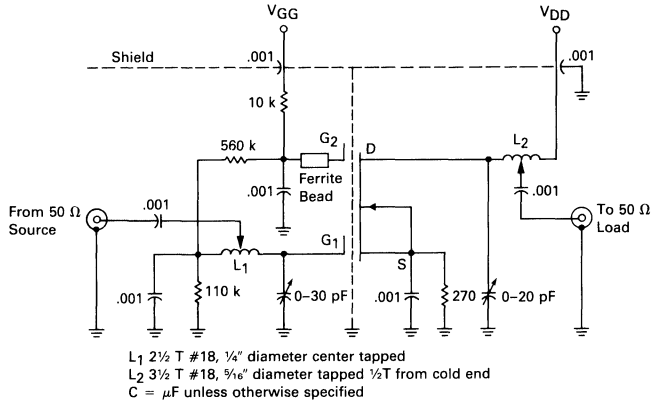 VGG
VDD
Shield
.001
.001
10 k
560 k
G2
D
L2
Ferrite
Bead
.001
.001
From 50 Ω
Source
.001
To 50 Ω
Load
G1
L1
S
.001
110 k
0–30 pF
.001
270
0–20 pF
L1 2½ T #18, ¼" diameter center tapped
L2 3½ T #18, 5/16" diameter tapped ½T from cold end
C = μF unless otherwise specified